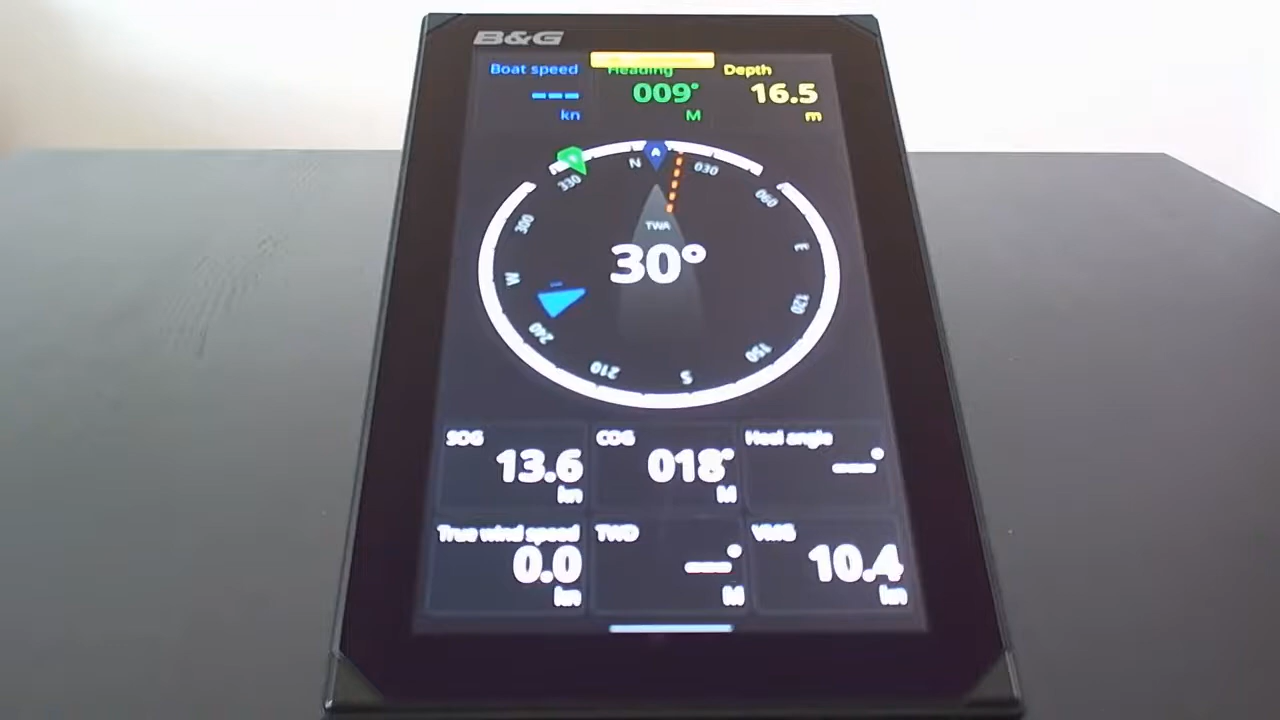 B&G
Boat speed Heading Depth
--- 009° 16.5
kn M m
N 030 060 E 120 150 S 210 240 W 300 330
A
TWA
30°
SOG COG Heel angle
13.6 018° ---°
kn M
True wind speed TWD VMG
0.0 ---° 10.4
kn M kn